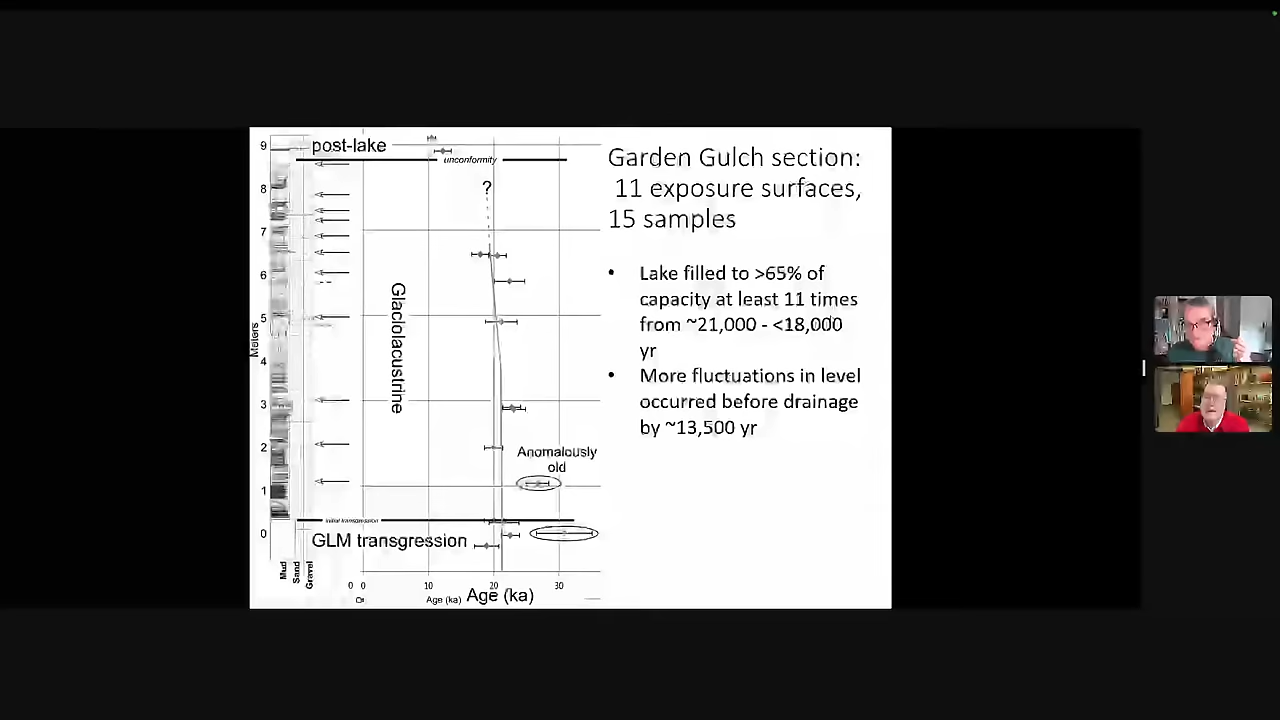 9
post-lake
unconformity
8
?
7
6
5
4
3
2
1
0
Meters
Glaciolacustrine
Anomalously
old
initial transgression
GLM transgression
Mud
Sand
Gravel
0 0 10 20 30
Age (ka) Age (ka)
Garden Gulch section:
11 exposure surfaces,
15 samples
• Lake filled to >65% of
capacity at least 11 times
from ~21,000 - <18,000
yr
• More fluctuations in level
occurred before drainage
by ~13,500 yr